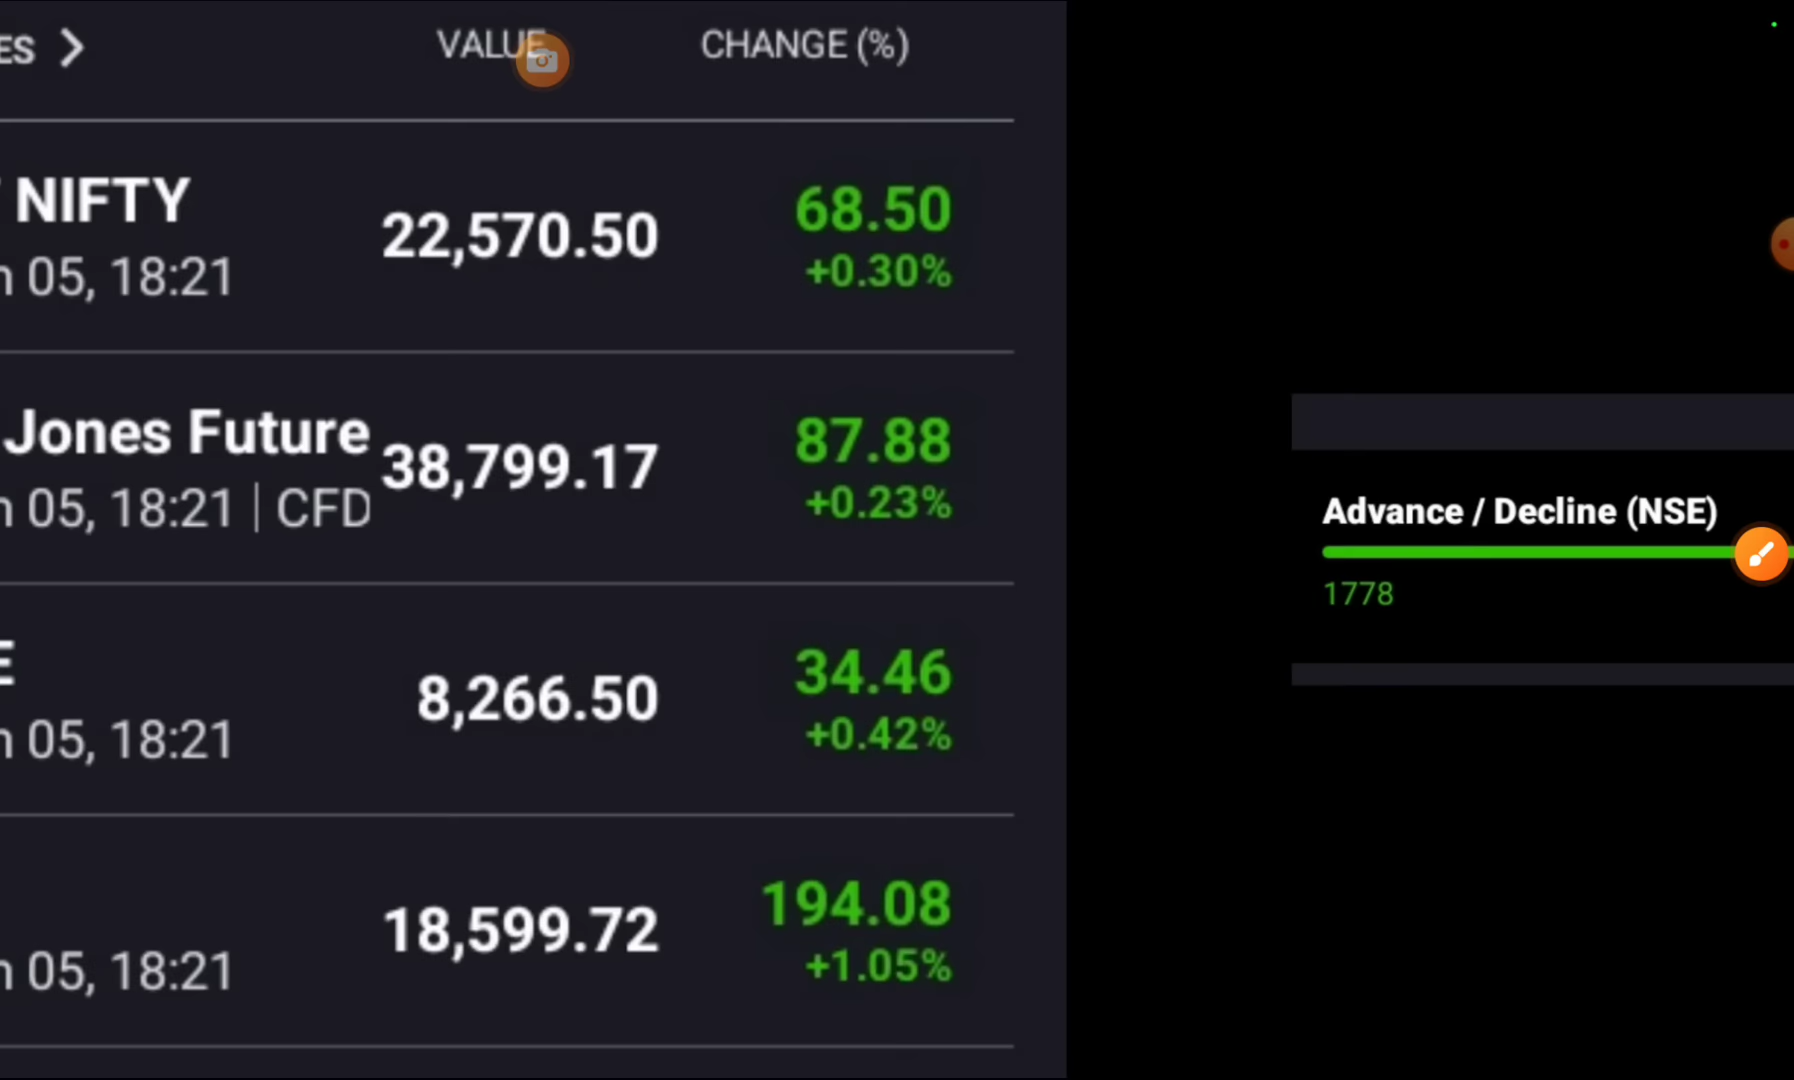 ES VALUE CHANGE (%)
NIFTY 22,570.50 68.50
05, 18:21 +0.30%
Jones Future 38,799.17 87.88
05, 18:21 | CFD +0.23%
E 8,266.50 34.46
05, 18:21 +0.42%
18,599.72 194.08
05, 18:21 +1.05%
Advance / Decline (NSE)
1778